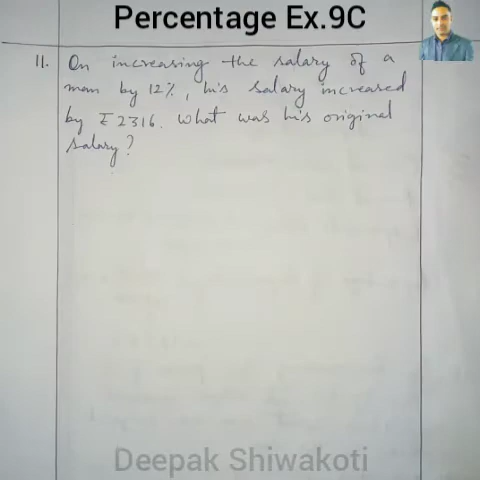 Percentage Ex.9C
11. On increasing the salary of a
man by 12%, his salary increased
by ₹2316. What was his original
salary?
Deepak Shiwakoti